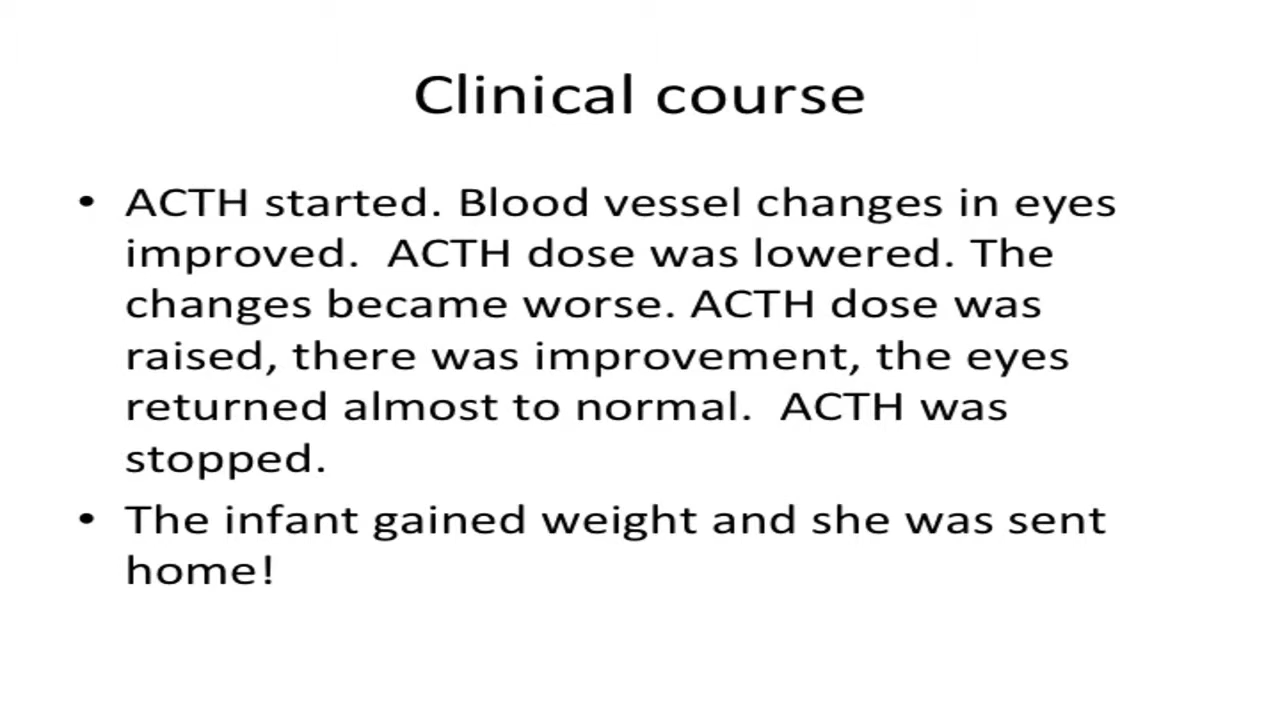 Clinical course
• ACTH started. Blood vessel changes in eyes
improved.  ACTH dose was lowered. The
changes became worse. ACTH dose was
raised, there was improvement, the eyes
returned almost to normal.  ACTH was
stopped.
• The infant gained weight and she was sent
home!